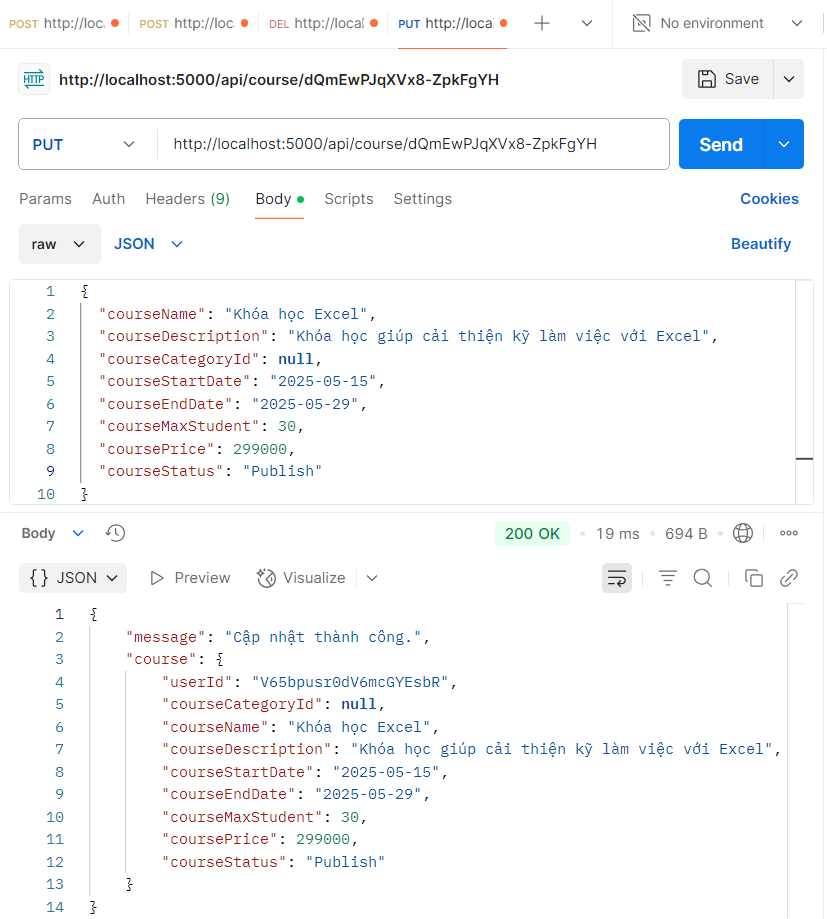 POST http://loc. POST http://loc. DEL http://local PUT http://loca No environment
HTTP http://localhost:5000/api/course/dQmEwPJqXVx8-ZpkFgYH Save
PUT http://localhost:5000/api/course/dQmEwPJqXVx8-ZpkFgYH Send
Params Auth Headers (9) Body Scripts Settings Cookies
raw JSON Beautify
1 {
2 "courseName": "Khóa học Excel",
3 "courseDescription": "Khóa học giúp cải thiện kỹ làm việc với Excel",
4 "courseCategoryId": null,
5 "courseStartDate": "2025-05-15",
6 "courseEndDate": "2025-05-29",
7 "courseMaxStudent": 30,
8 "coursePrice": 299000,
9 "courseStatus": "Publish"
10 }
Body 200 OK 19 ms 694 B
{} JSON Preview Visualize
1 {
2 "message": "Cập nhật thành công.",
3 "course": {
4 "userId": "V65bpusr0dV6mcGYEsbR",
5 "courseCategoryId": null,
6 "courseName": "Khóa học Excel",
7 "courseDescription": "Khóa học giúp cải thiện kỹ làm việc với Excel",
8 "courseStartDate": "2025-05-15",
9 "courseEndDate": "2025-05-29",
10 "courseMaxStudent": 30,
11 "coursePrice": 299000,
12 "courseStatus": "Publish"
13 }
14 }